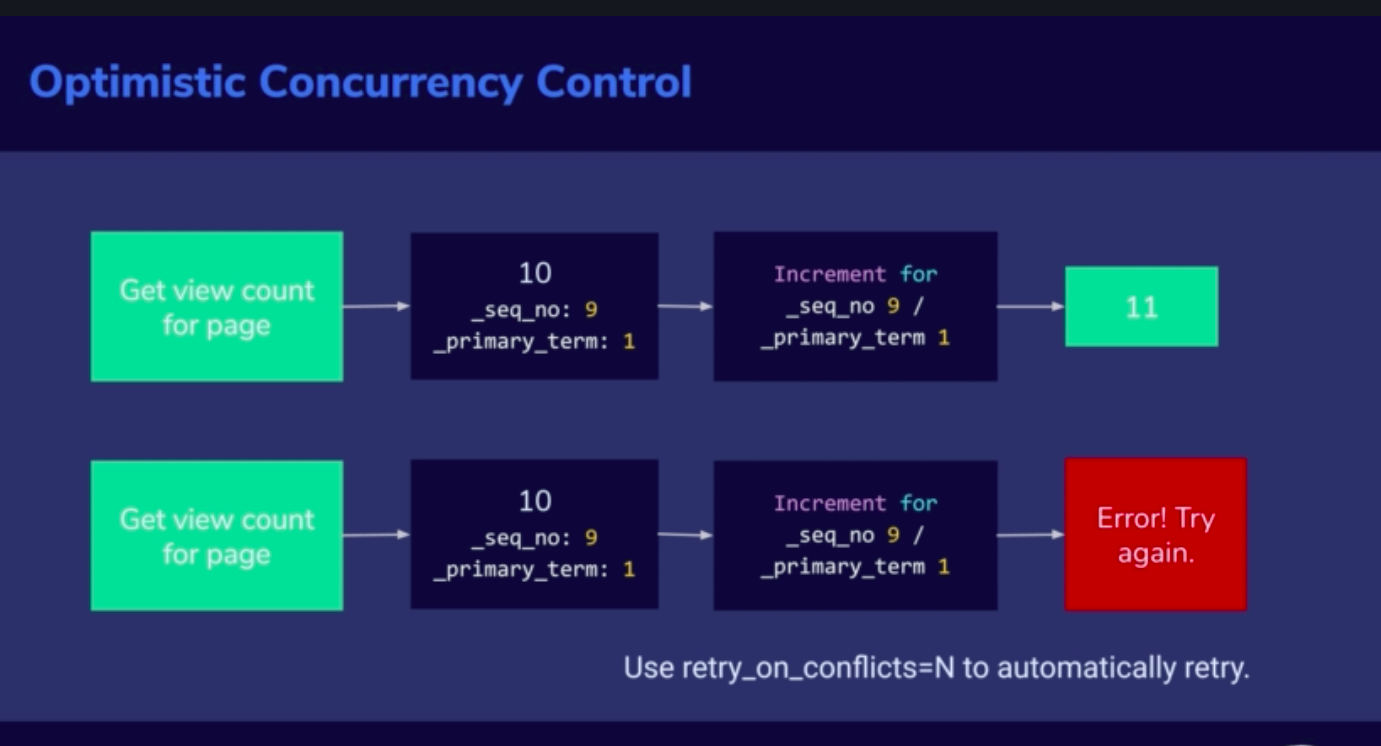 Optimistic Concurrency Control
Get view count
for page
10
_seq_no: 9
_primary_term: 1
Increment for
_seq_no 9 /
_primary_term 1
11
Get view count
for page
10
_seq_no: 9
_primary_term: 1
Increment for
_seq_no 9 /
_primary_term 1
Error! Try
again.
Use retry_on_conflicts=N to automatically retry.